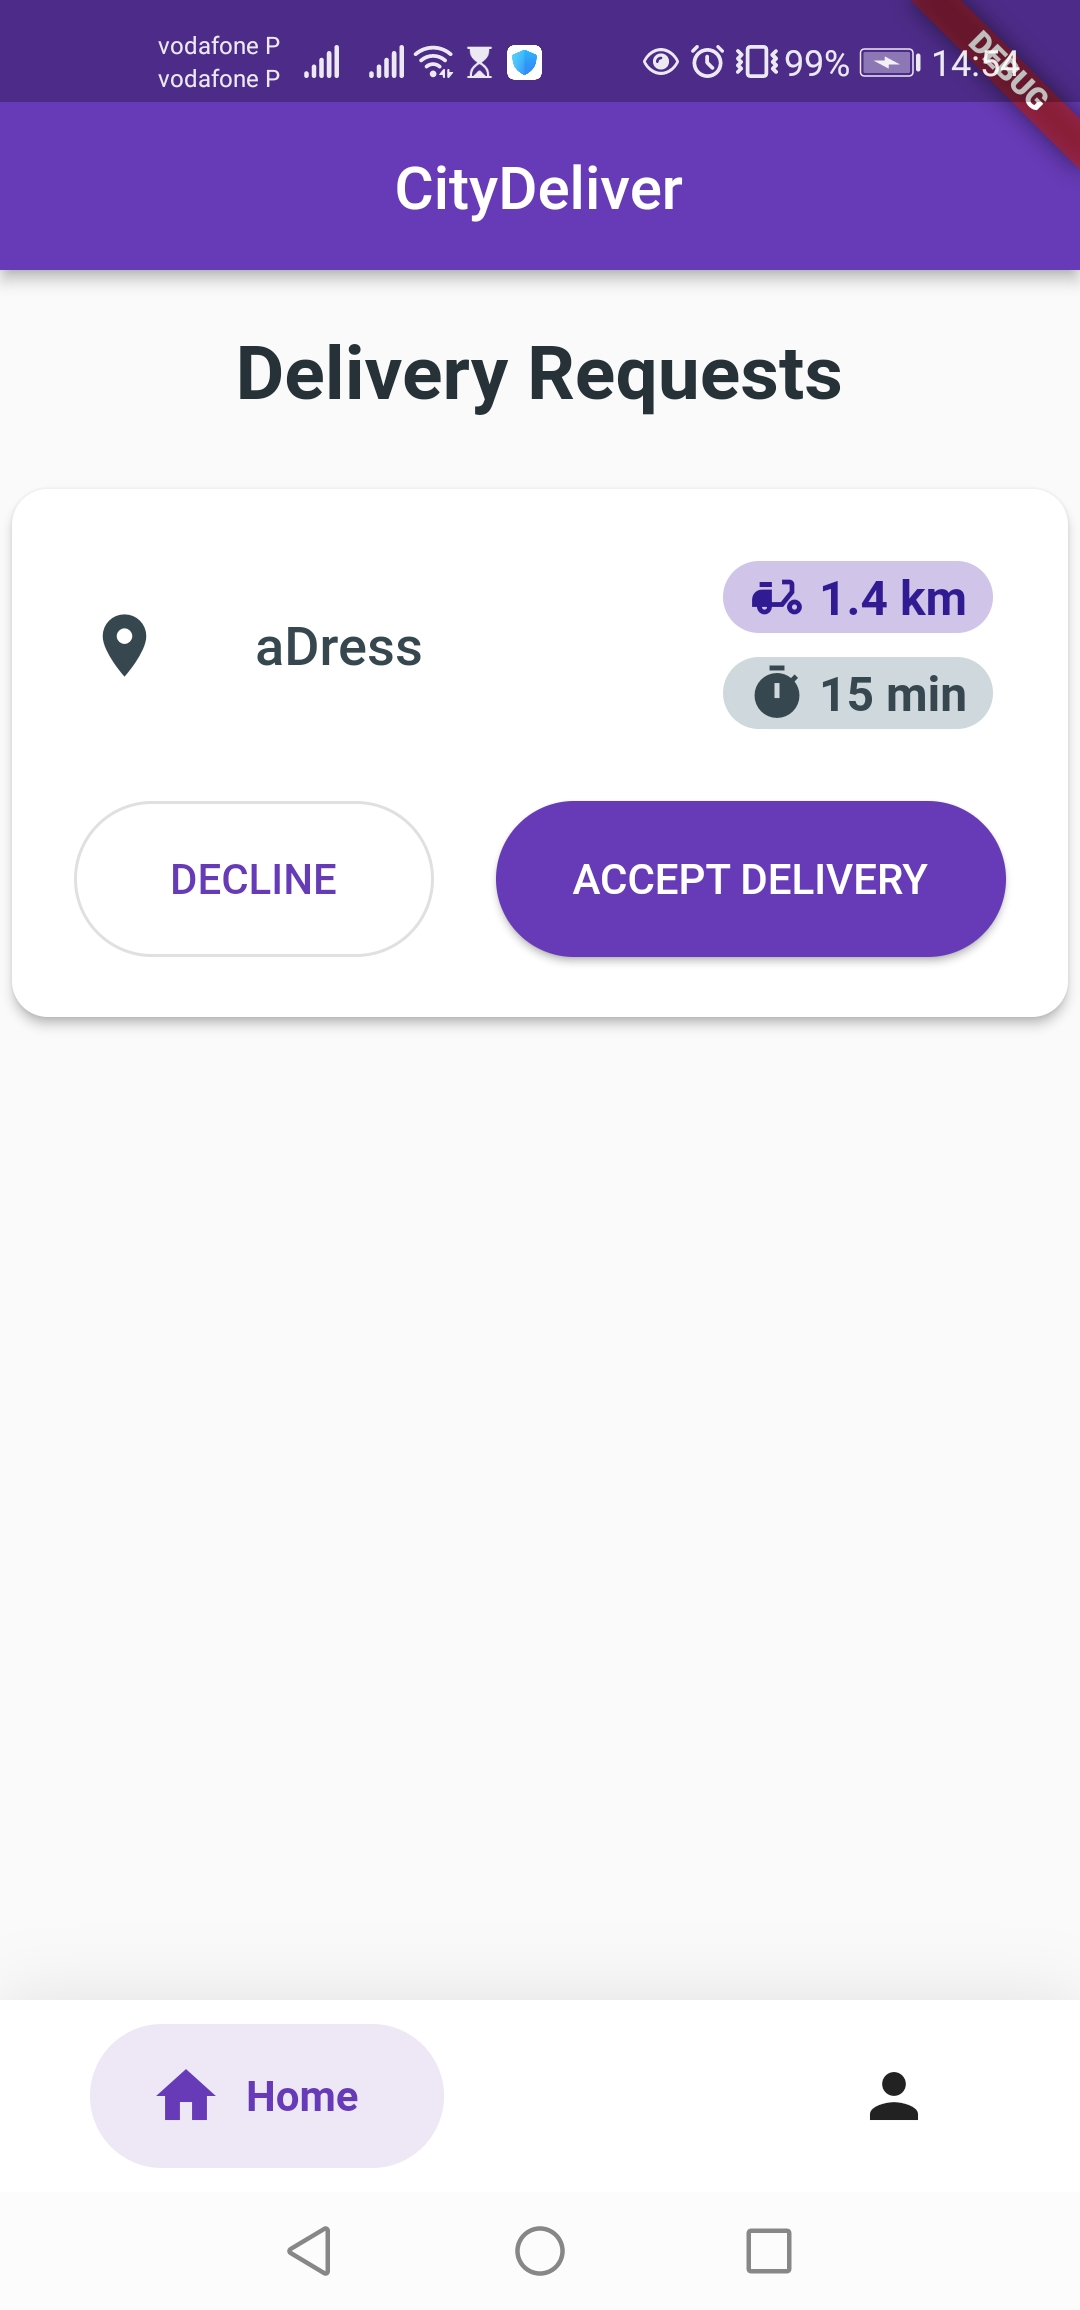 vodafone P
vodafone P
99%
14:54
DEBUG
CityDeliver
Delivery Requests
aDress
1.4 km
15 min
DECLINE
ACCEPT DELIVERY
Home